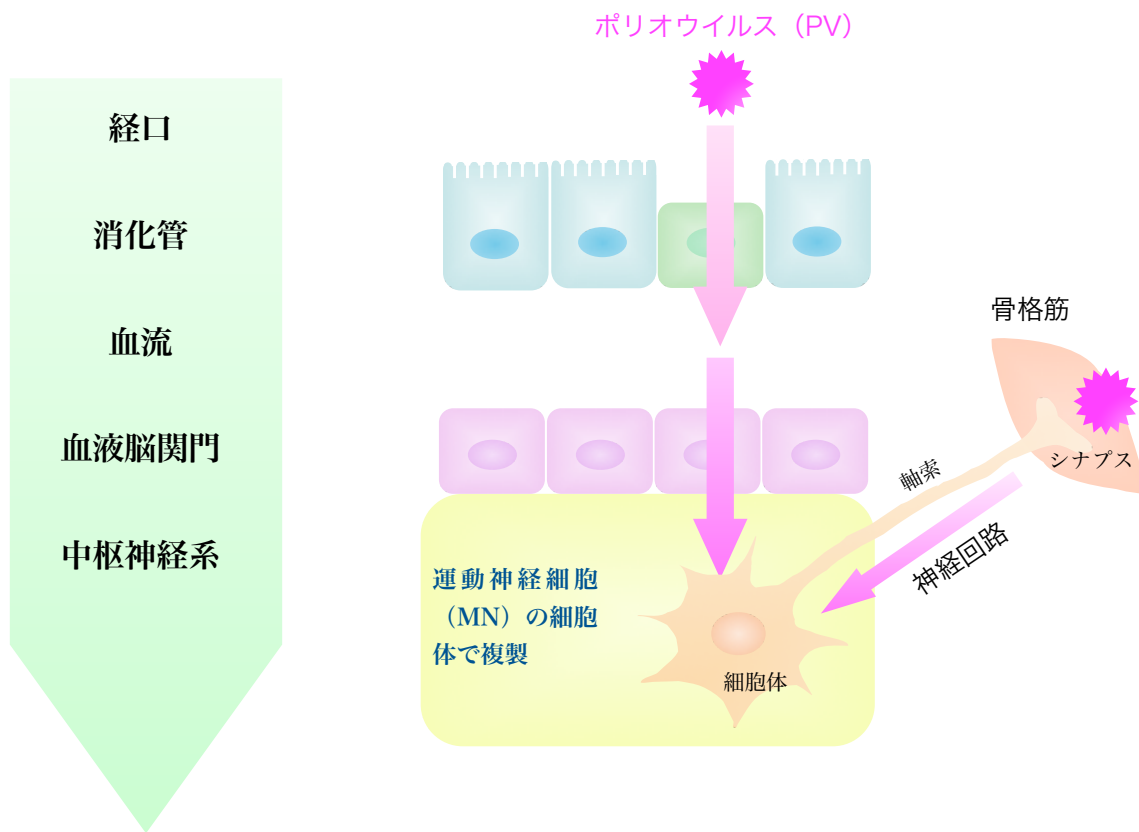 ポリオウイルス（PV）
経口
消化管
血流
血液脳関門
中枢神経系
骨格筋
シナプス
軸索
神経回路
運動神経細胞
（MN）の細胞
体で複製
細胞体